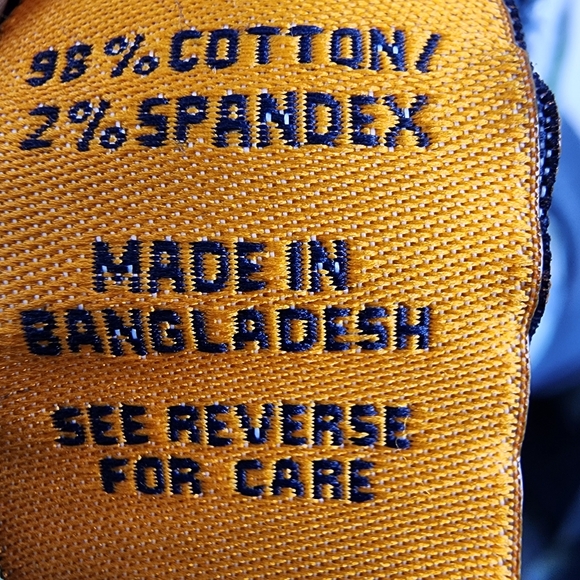 98% COTTON/
2% SPANDEX
MADE IN
BANGLADESH
SEE REVERSE
FOR CARE